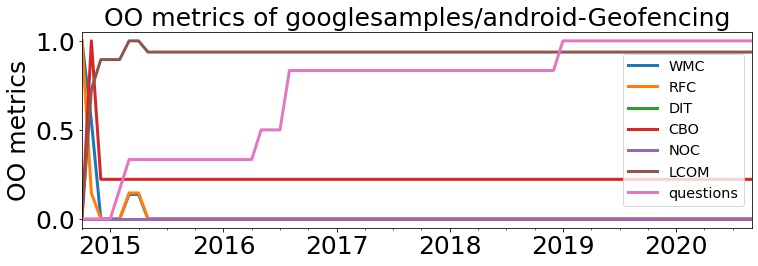 OO metrics of googlesamples/android-Geofencing
OO metrics
1.0
0.5
0.0
WMC
RFC
DIT
CBO
NOC
LCOM
questions
2015 2016 2017 2018 2019 2020